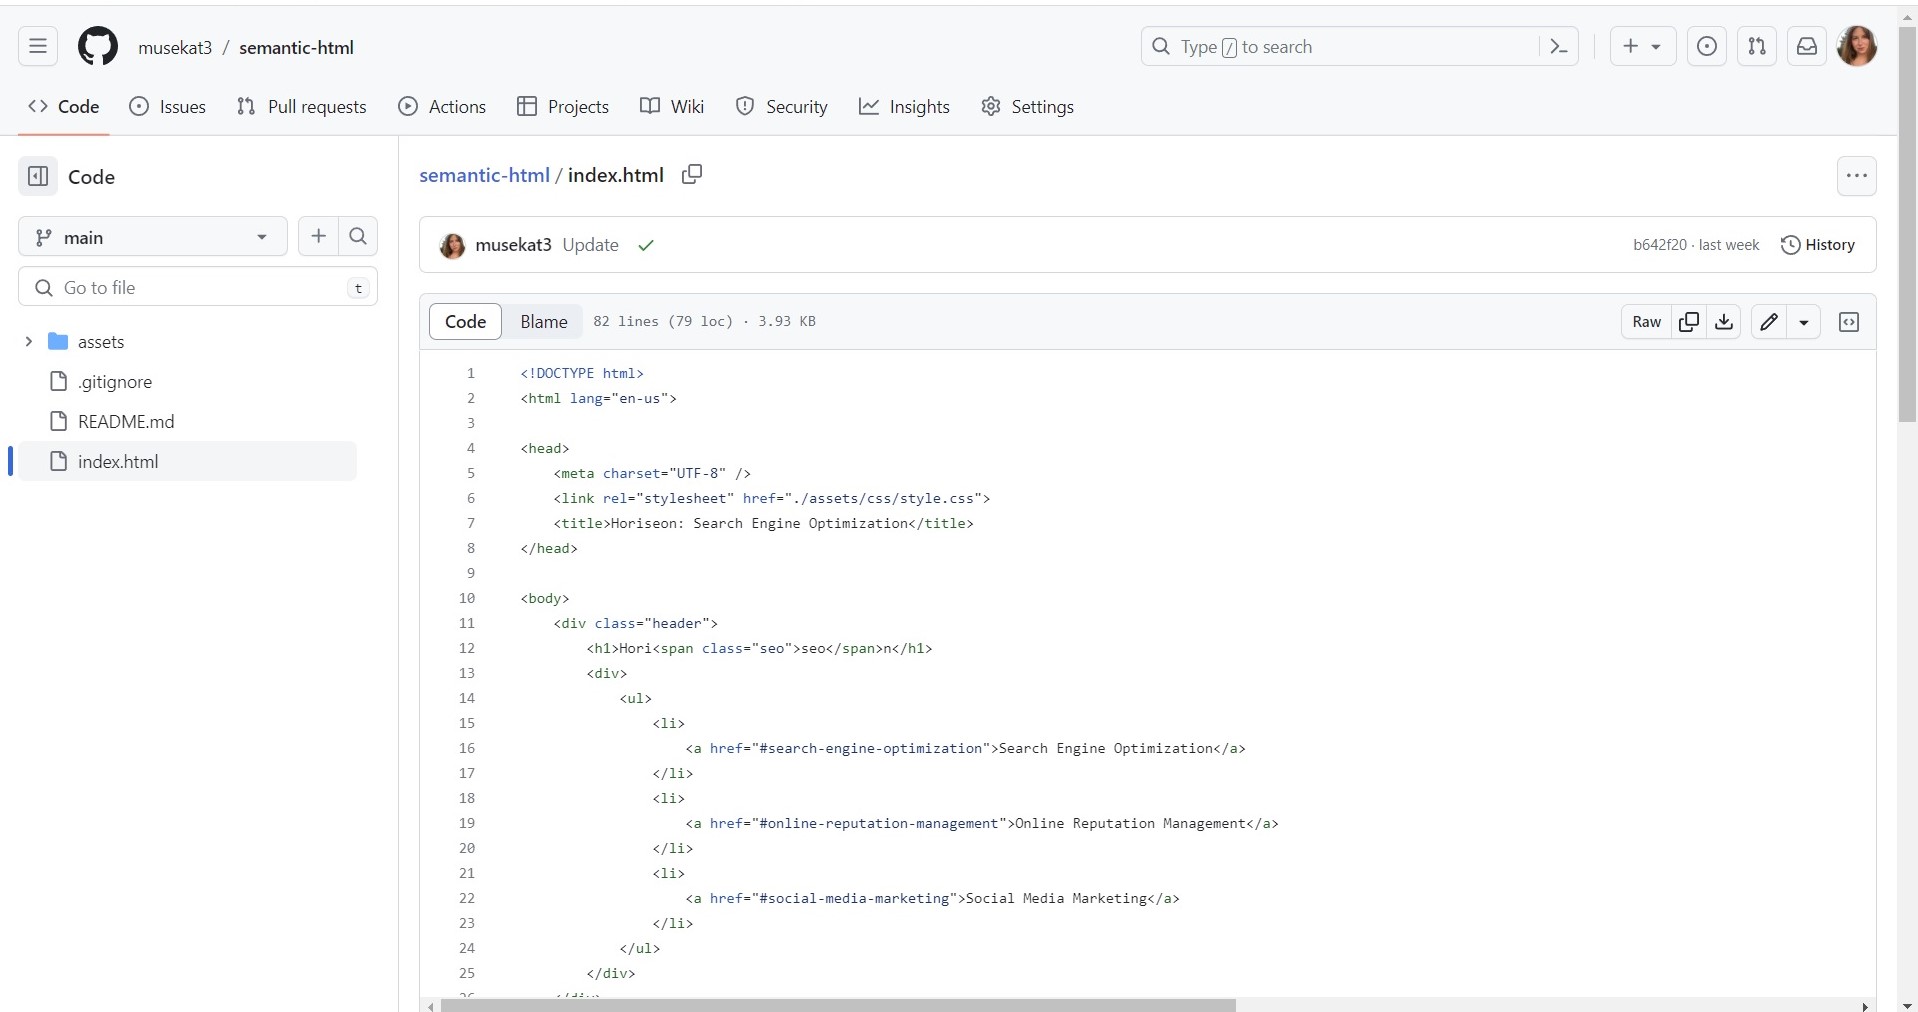 musekat3 / semantic-html
Type / to search
Code
Issues
Pull requests
Actions
Projects
Wiki
Security
Insights
Settings
Code
main
Go to file
t
assets
.gitignore
README.md
index.html
semantic-html / index.html
musekat3 Update
b642f20 · last week
History
Code
Blame
82 lines (79 loc) · 3.93 KB
Raw
1 <!DOCTYPE html>
2 <html lang="en-us">
3
4 <head>
5     <meta charset="UTF-8" />
6     <link rel="stylesheet" href="./assets/css/style.css">
7     <title>Horiseon: Search Engine Optimization</title>
8 </head>
9
10 <body>
11     <div class="header">
12         <h1>Hori<span class="seo">seo</span>n</h1>
13         <div>
14             <ul>
15                 <li>
16                     <a href="#search-engine-optimization">Search Engine Optimization</a>
17                 </li>
18                 <li>
19                     <a href="#online-reputation-management">Online Reputation Management</a>
20                 </li>
21                 <li>
22                     <a href="#social-media-marketing">Social Media Marketing</a>
23                 </li>
24             </ul>
25         </div>
26     </div>